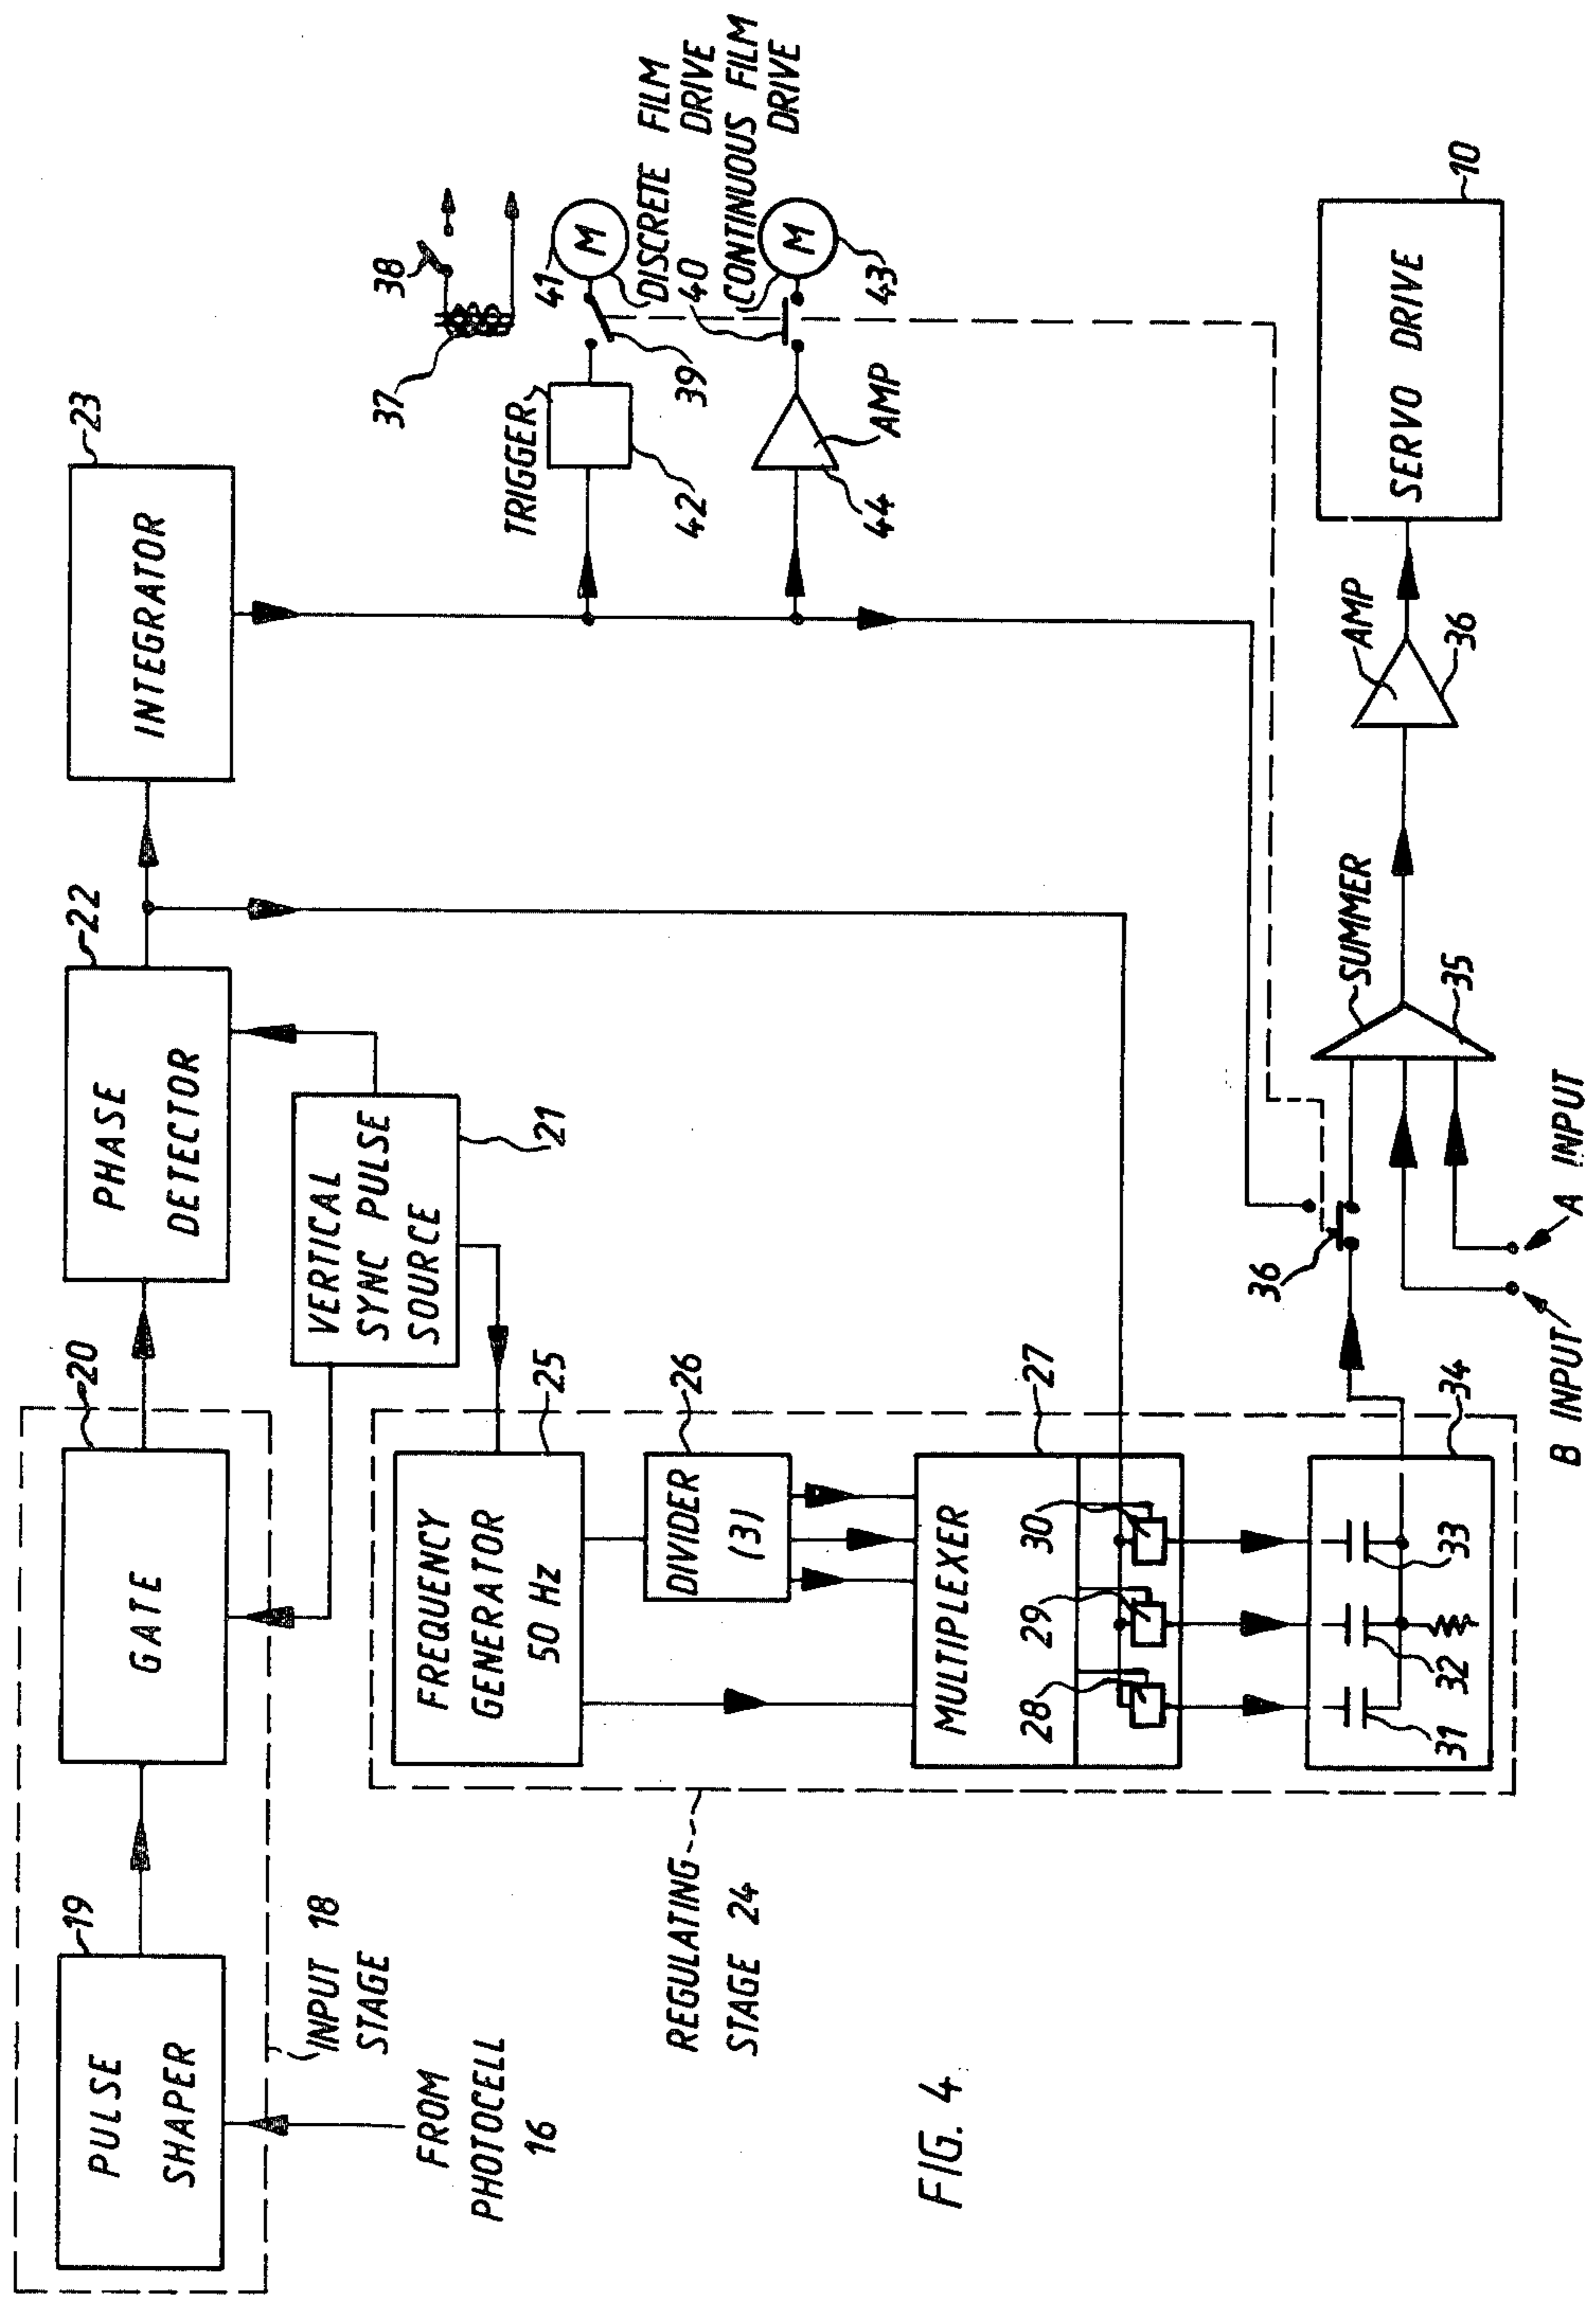 PULSE
SHAPER
19
GATE
20
PHASE
DETECTOR
22
INTEGRATOR
23
INPUT 18
STAGE
FROM
PHOTOCELL
16
VERTICAL
SYNC PULSE
SOURCE
21
37
38
TRIGGER
42
39
41
M
DISCRETE FILM
DRIVE
40
CONTINUOUS FILM
DRIVE
M
43
44
AMP
REGULATING
STAGE 24
FREQUENCY
GENERATOR
50 Hz
25
DIVIDER
(3)
26
MULTIPLEXER
27
28
29
30
31
32
33
34
36
SUMMER
35
AMP
36
SERVO DRIVE
10
B INPUT
A INPUT
FIG. 4